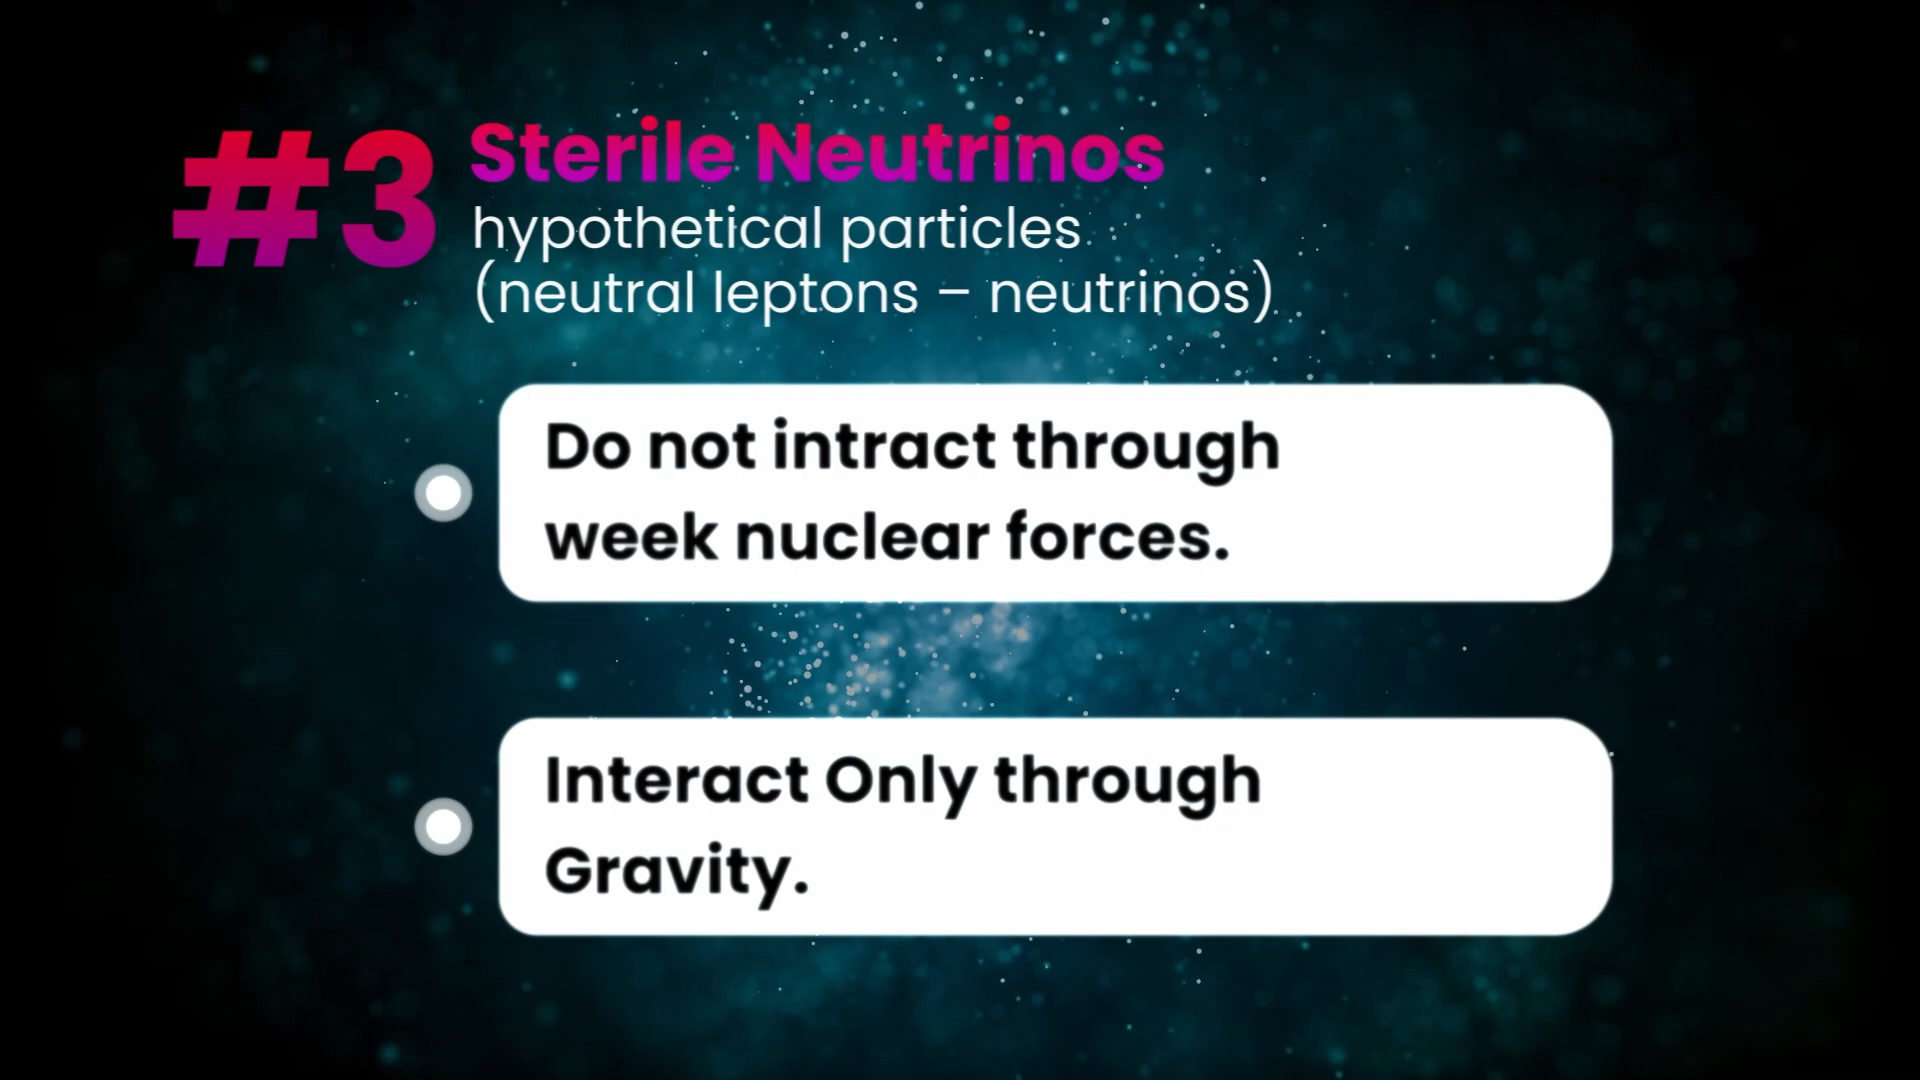 #3 Sterile Neutrinos
hypothetical particles
(neutral leptons – neutrinos)
Do not intract through
week nuclear forces.
Interact Only through
Gravity.